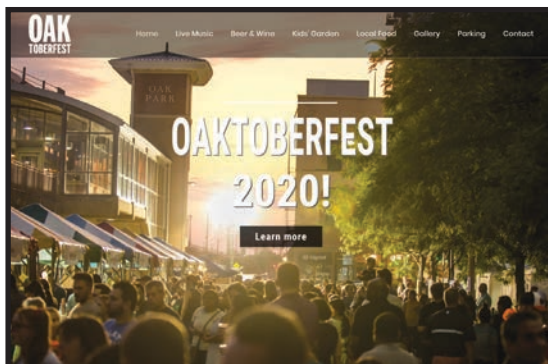 OAK
TOBERFEST
Home Live Music Beer & Wine Kids' Garden Local Food Gallery Parking Contact
OAK
PARK
OAKTOBERFEST
2020!
Learn more